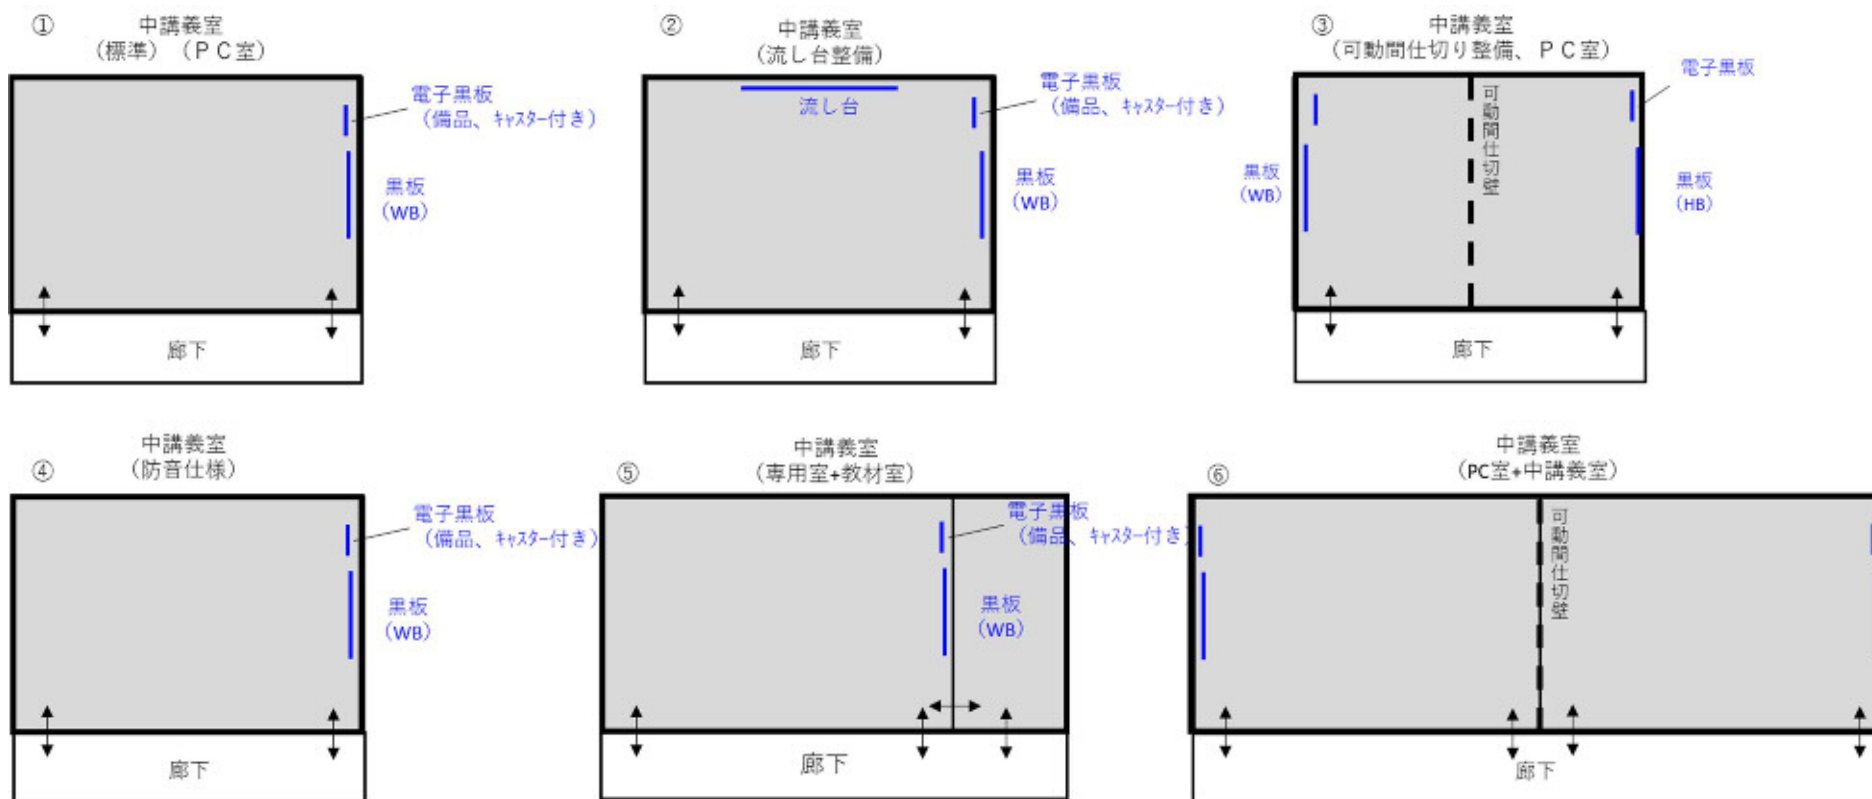 ①
中講義室
（標準）（ＰＣ室）
電子黒板
（備品、ｷｬｽﾀｰ付き）
黒板
（WB）
廊下
②
中講義室
（流し台整備）
流し台
電子黒板
（備品、ｷｬｽﾀｰ付き）
黒板
（WB）
廊下
③
中講義室
（可動間仕切り整備、ＰＣ室）
電子黒板
可動間仕切壁
黒板
（WB）
黒板
（HB）
廊下
④
中講義室
（防音仕様）
電子黒板
（備品、ｷｬｽﾀｰ付き）
黒板
（WB）
廊下
⑤
中講義室
（専用室+教材室）
電子黒板
（備品、ｷｬｽﾀｰ付き）
黒板
（WB）
廊下
⑥
中講義室
（PC室+中講義室）
可動間仕切壁
廊下